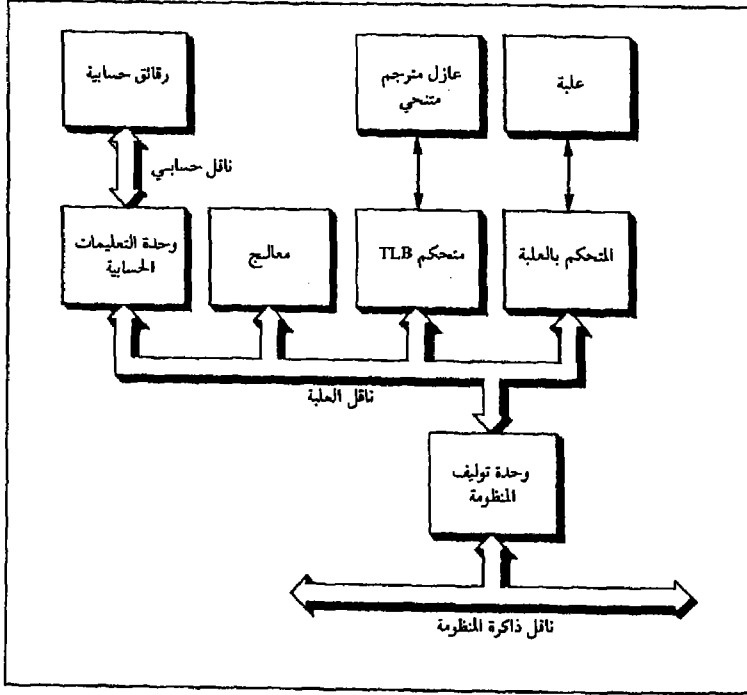 علبة
عازل مترجم
متنحي
رقائق حسابية
ناقل حسابي
المتحكم بالعلبة
متحكم TLB
معالج
وحدة التعليمات
الحسابية
ناقل العلبة
وحدة توليف
المنظومة
ناقل ذاكرة المنظومة